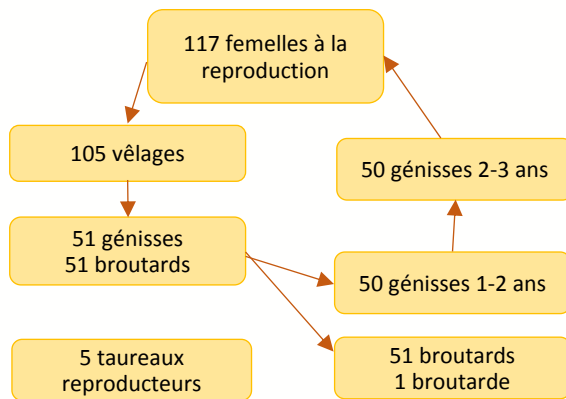 117 femelles à la
reproduction
105 vêlages
50 génisses 2-3 ans
51 génisses
51 broutards
50 génisses 1-2 ans
5 taureaux
reproducteurs
51 broutards
1 broutarde